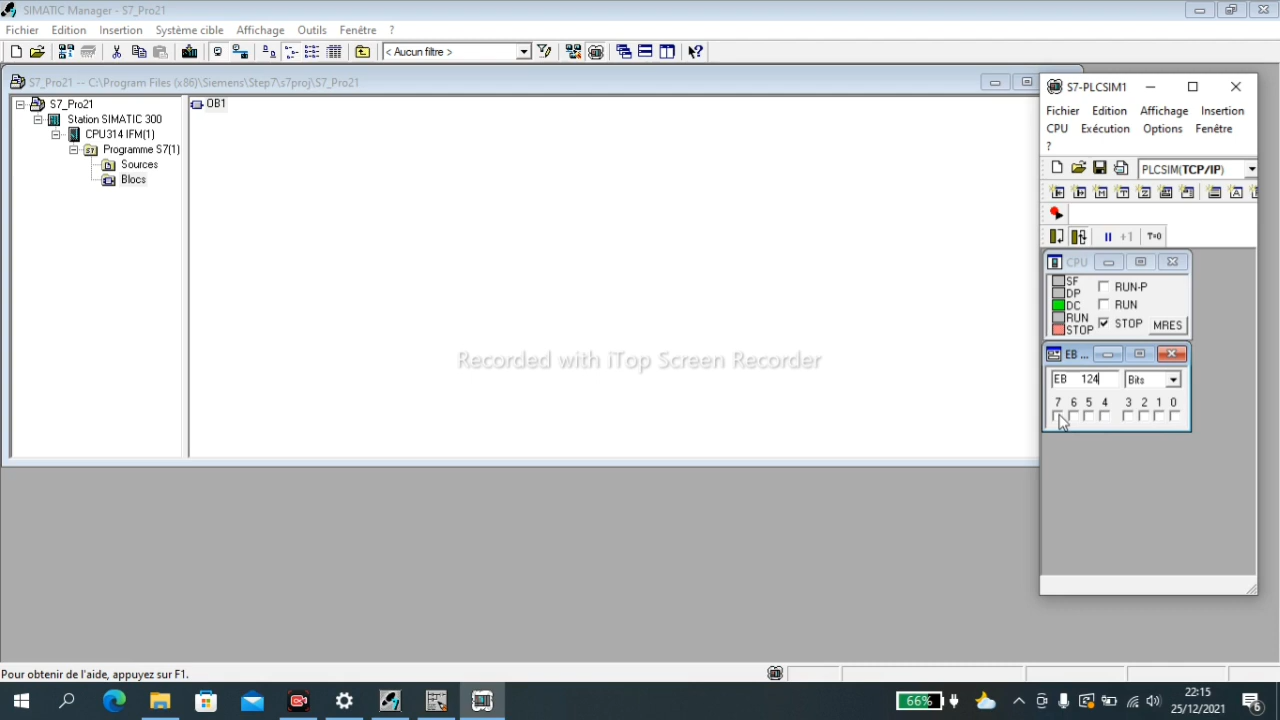 SIMATIC Manager - S7_Pro21
Fichier Edition Insertion Système cible Affichage Outils Fenêtre ?
< Aucun filtre >
S7_Pro21 -- C:\Program Files (x86)\Siemens\Step7\s7proj\S7_Pro21
S7_Pro21
Station SIMATIC 300
CPU314 IFM(1)
Programme S7(1)
Sources
Blocs
OB1
S7-PLCSIM1
Fichier Edition Affichage Insertion
CPU Exécution Options Fenêtre
?
PLCSIM(TCP/IP)
+1 T=0
CPU
SF
DP
DC
RUN
STOP
RUN-P
RUN
STOP MRES
EB ...
EB 124 Bits
7 6 5 4 3 2 1 0
Recorded with iTop Screen Recorder
Pour obtenir de l'aide, appuyez sur F1.
66%
22:15
25/12/2021
6